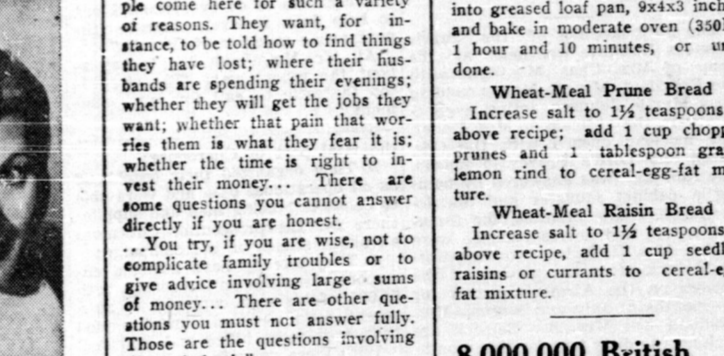 ple come here for such a variety
of reasons. They want, for in-
stance, to be told how to find things
they have lost; where their hus-
bands are spending their evenings;
whether they will get the jobs they
want; whether that pain that wor-
ries them is what they fear it is;
whether the time is right to in-
vest their money... There are
some questions you cannot answer
directly if you are honest.
...You try, if you are wise, not to
complicate family troubles or to
give advice involving large sums
of money... There are other que-
stions you must not answer fully.
Those are the questions involving
into greased loaf pan, 9x4x3 inch
and bake in moderate oven (350
1 hour and 10 minutes, or un
done.
Wheat-Meal Prune Bread
Increase salt to 1½ teaspoons
above recipe; add 1 cup chopp
prunes and 1 tablespoon gra
lemon rind to cereal-egg-fat m
ture.
Wheat-Meal Raisin Bread
Increase salt to 1½ teaspoons
above recipe, add 1 cup seedl
raisins or currants to cereal-e
fat mixture.
8,000,000 British